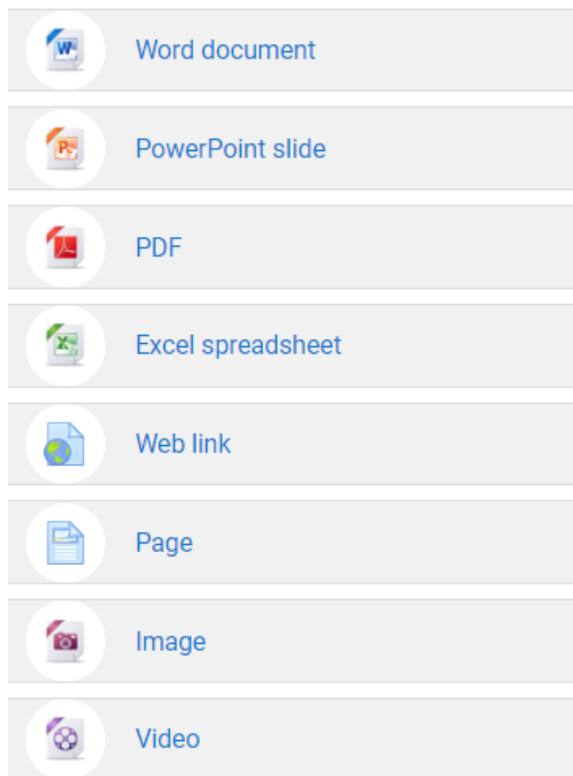 Word document
PowerPoint slide
PDF
Excel spreadsheet
Web link
Page
Image
Video